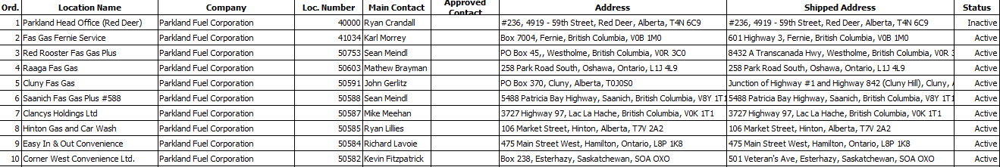 Ord. Location Name Company Loc. Number Main Contact Approved Contact Address Shipped Address Status
1 Parkland Head Office (Red Deer) Parkland Fuel Corporation 40000 Ryan Crandall #236, 4919 - 59th Street, Red Deer, Alberta, T4N 6C9 #236, 4919 - 59th Street, Red Deer, Alberta, T4N 6C9 Inactive
2 Fas Gas Fernie Service Parkland Fuel Corporation 41034 Karl Morrey Box 7004, Fernie, British Columbia, V0B 1M0 601 Highway 3, Fernie, British Columbia, V0B 1M0 Active
3 Red Rooster Fas Gas Plus Parkland Fuel Corporation 50753 Sean Meindl PO Box 45,, Westholme, British Columbia, V0R 3C0 8432 A Transcanada Hwy, Westholme, British Columbia, V0R 3 Active
4 Raaga Fas Gas Parkland Fuel Corporation 50603 Mathew Brayman 258 Park Road South, Oshawa, Ontario, L1J 4L9 258 Park Road South, Oshawa, Ontario, L1J 4L9 Active
5 Cluny Fas Gas Parkland Fuel Corporation 50591 John Gerlitz PO Box 370, Cluny, Alberta, T0J0S0 Junction of Highway #1 and Highway 842 (Cluny Hill), Cluny, A Active
6 Saanich Fas Gas Plus #588 Parkland Fuel Corporation 50588 Sean Meindl 5488 Patricia Bay Highway, Saanich, British Columbia, V8Y 1T1 5488 Patricia Bay Highway, Saanich, British Columbia, V8Y 1T1 Active
7 Clancys Holdings Ltd Parkland Fuel Corporation 50587 Mike Meehan 3727 Highway 97, Lac La Hache, British Columbia, V0K 1T1 3727 Highway 97, Lac La Hache, British Columbia, V0K 1T1 Active
8 Hinton Gas and Car Wash Parkland Fuel Corporation 50585 Ryan Lillies 106 Market Street, Hinton, Alberta, T7V 2A2 106 Market Street, Hinton, Alberta, T7V 2A2 Active
9 Easy In & Out Convenience Parkland Fuel Corporation 50584 Richard Lavoie 475 Main Street West, Hamilton, Ontario, L8P 1K8 475 Main Street West, Hamilton, Ontario, L8P 1K8 Active
10 Corner West Convenience Ltd. Parkland Fuel Corporation 50582 Kevin Fitzpatrick Box 238, Esterhazy, Saskatchewan, SOA OXO 501 Veteran's Ave, Esterhazy, Saskatchewan, SOA OXO Active